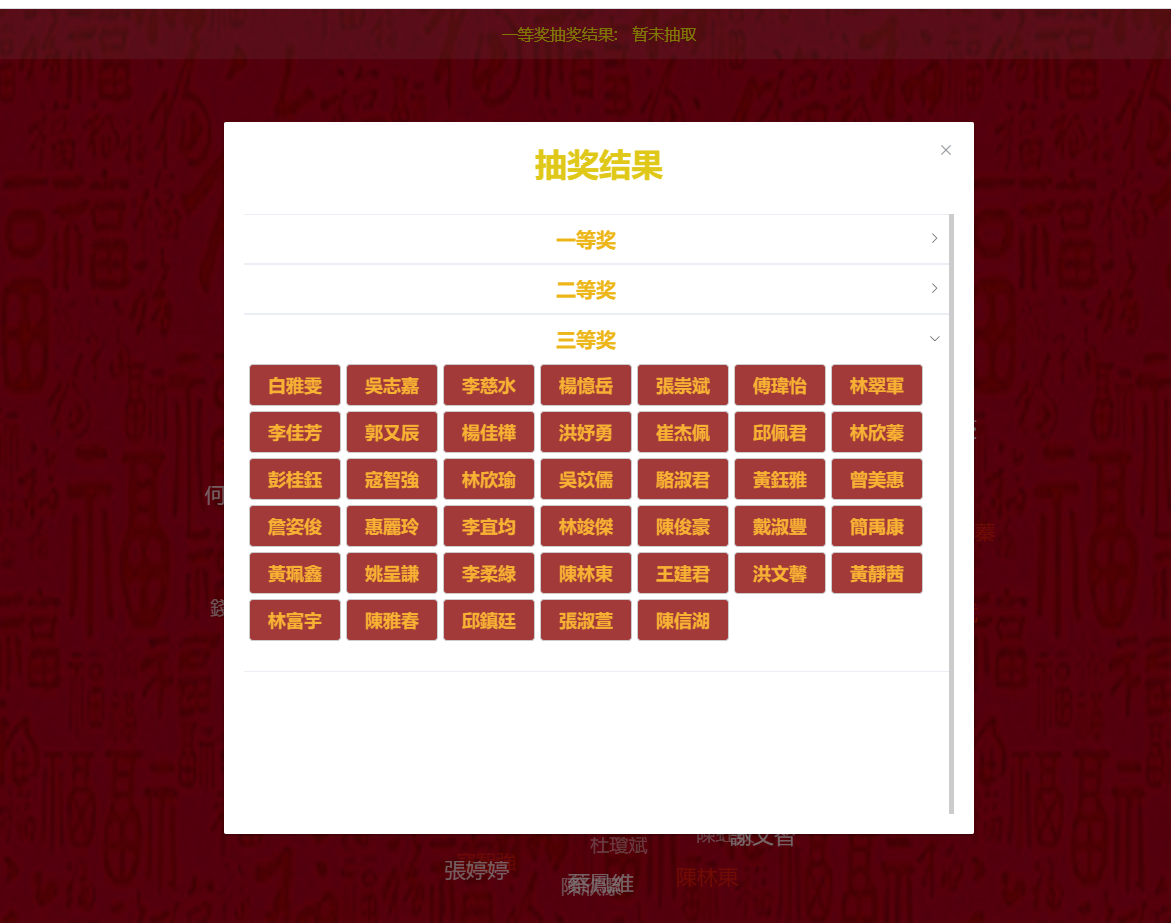 一等奖抽奖结果: 暂未抽取
抽奖结果
一等奖
二等奖
三等奖
白雅雯 吳志嘉 李慈水 楊憶岳 張崇斌 傅瑋怡 林翠軍
李佳芳 郭又辰 楊佳樺 洪妤勇 崔杰佩 邱佩君 林欣蓁
彭桂鈺 寇智強 林欣瑜 吳苡儒 駱淑君 黃鈺雅 曾美惠
詹姿俊 惠麗玲 李宜均 林竣傑 陳俊豪 戴淑豐 簡禹康
黃珮鑫 姚呈謙 李柔綠 陳林東 王建君 洪文馨 黃靜茜
林富宇 陳雅春 邱鎮廷 張淑萱 陳信湖
何
蓁
錢
杜瓊斌
張婷婷
蔡鳳維
陳林東